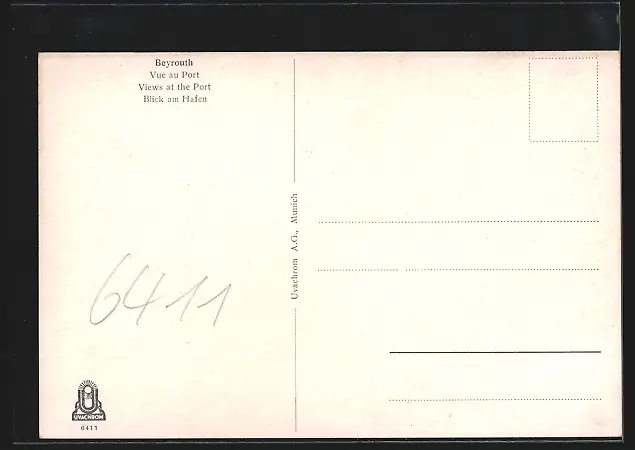 Beyrouth
Vue au Port
Views at the Port
Blick am Hafen
Uvachrom A.G., Munich
6411
UVACHROM
6411